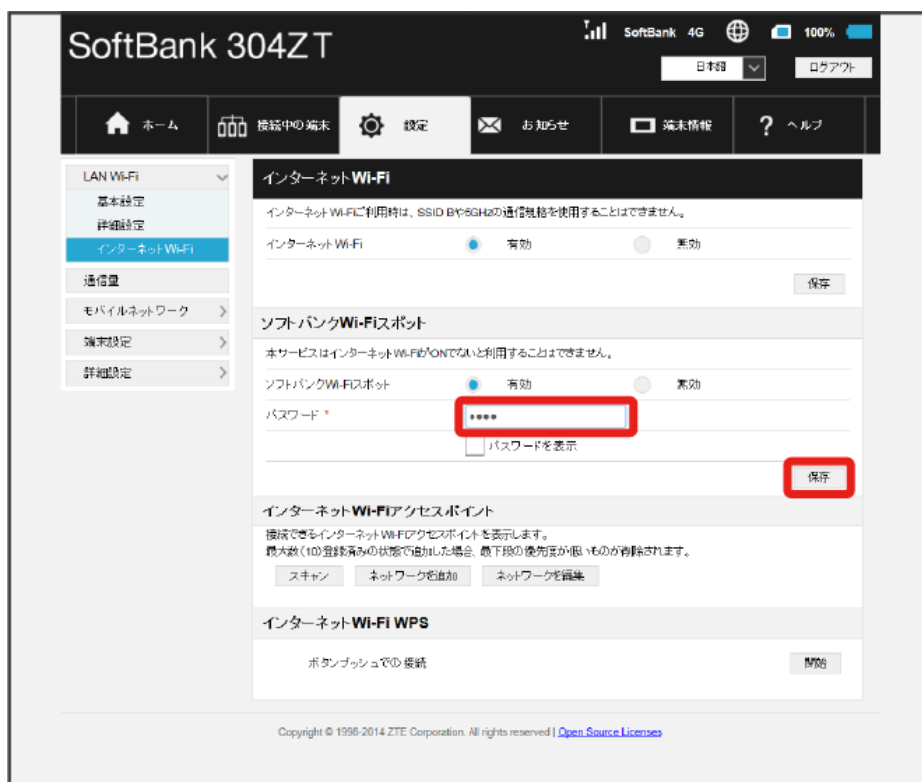 SoftBank 304ZT
SoftBank 4G 100%
日本語 ログアウト
ホーム 接続中の端末 設定 お知らせ 端末情報 ? ヘルプ
LAN Wi-Fi
基本設定
詳細設定
インターネットWi-Fi
通信量
モバイルネットワーク
端末設定
詳細設定
インターネットWi-Fi
インターネットWi-Fiご利用時は、SSID Bや5GHzの通信規格を使用することはできません。
インターネットWi-Fi 有効 無効
保存
ソフトバンクWi-Fiスポット
本サービスはインターネットWi-FiがONでないと利用することはできません。
ソフトバンクWi-Fiスポット 有効 無効
パスワード * ••••
パスワードを表示
保存
インターネットWi-Fiアクセスポイント
接続できるインターネットWi-Fiアクセスポイントを表示します。
最大数(10)登録済みの状態で追加した場合、最下段の優先度が低いものが削除されます。
スキャン ネットワークを追加 ネットワークを編集
インターネットWi-Fi WPS
ボタンプッシュでの接続 開始
Copyright © 1998-2014 ZTE Corporation. All rights reserved | Open Source Licenses